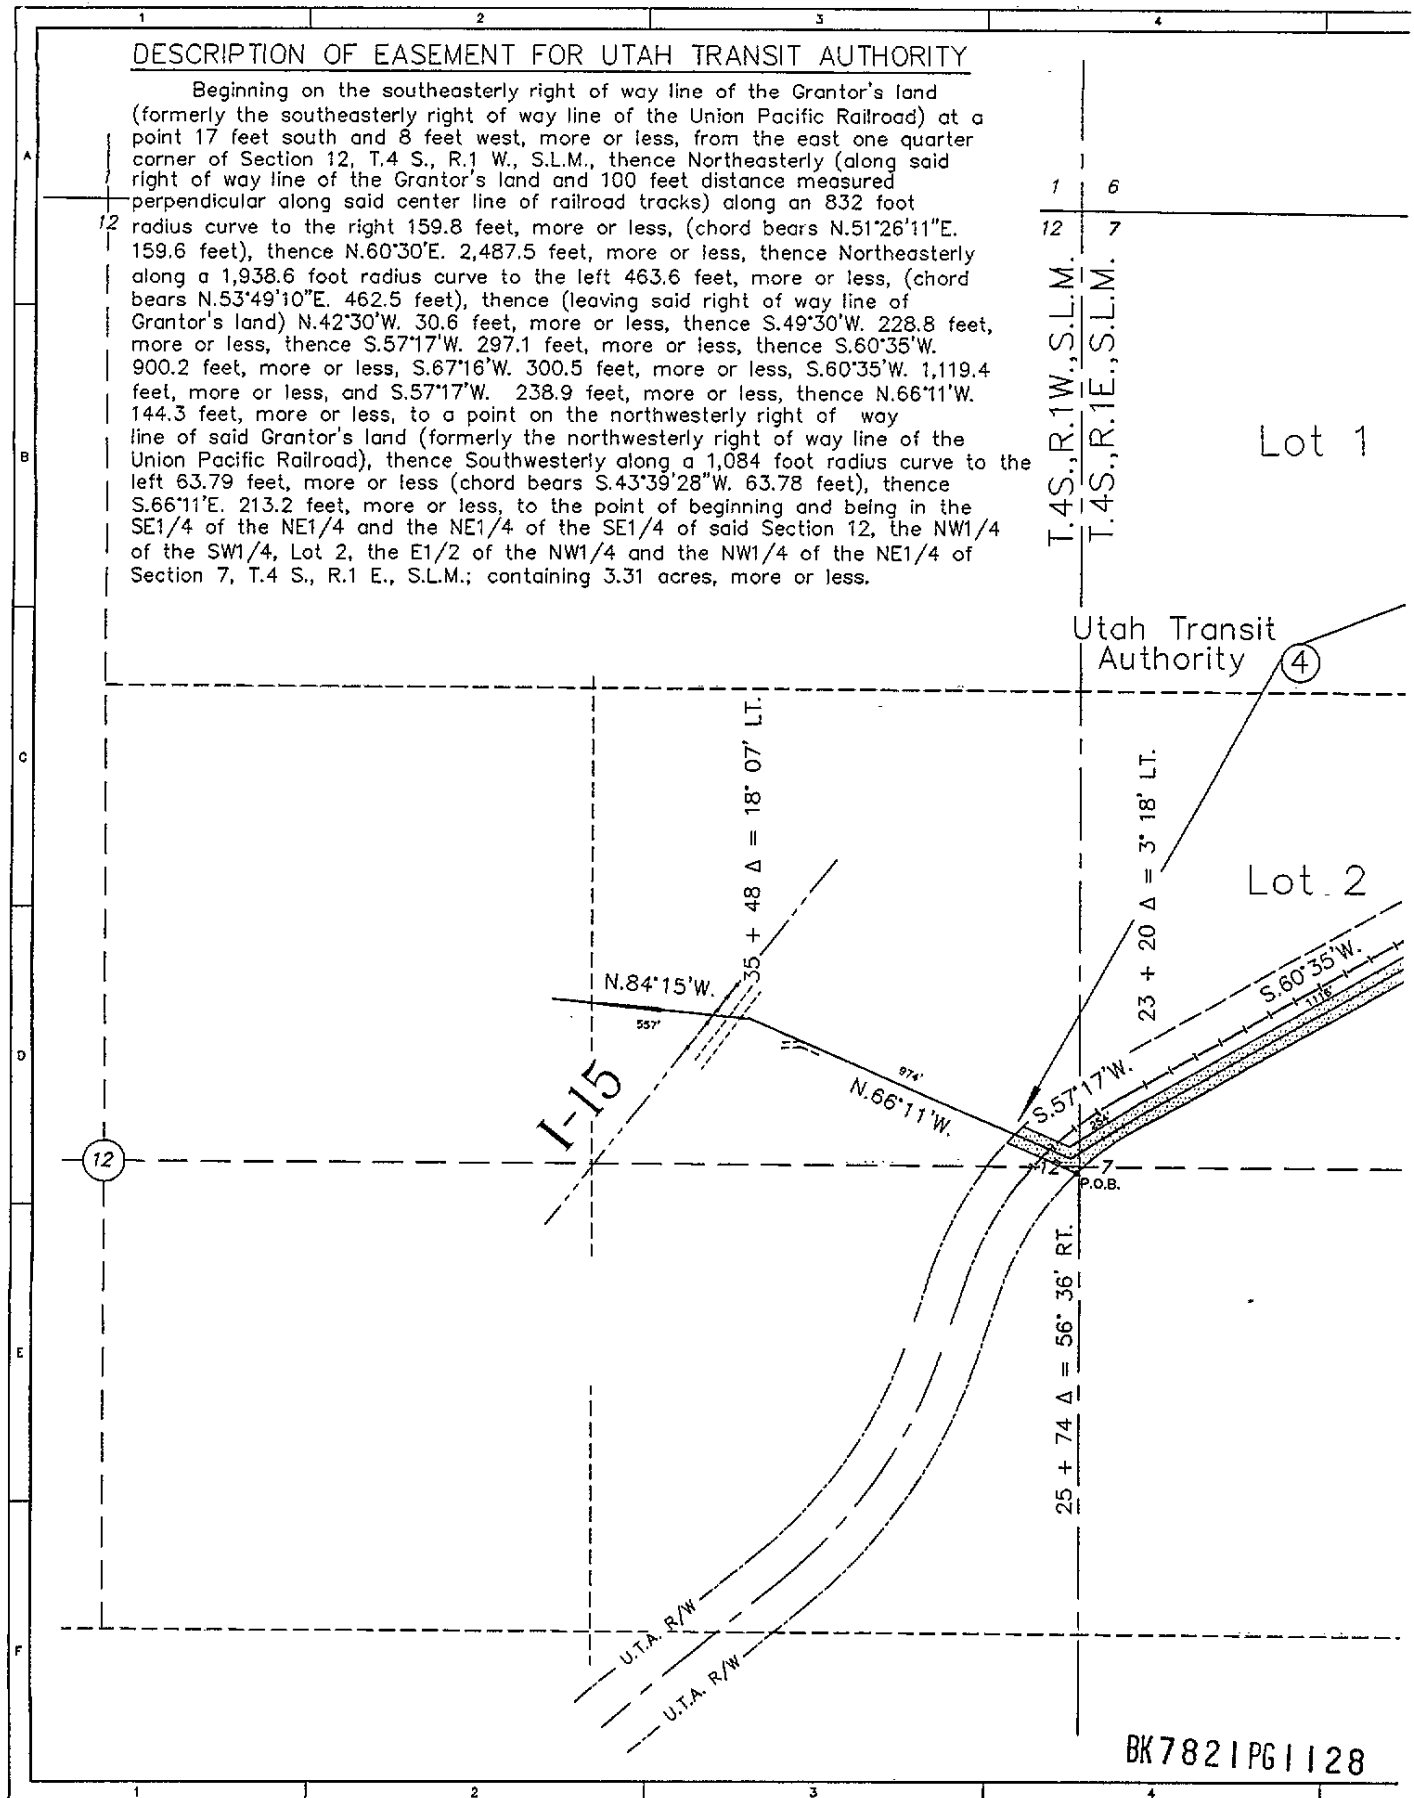 1 2 3 4
DESCRIPTION OF EASEMENT FOR UTAH TRANSIT AUTHORITY
Beginning on the southeasterly right of way line of the Grantor's land
(formerly the southeasterly right of way line of the Union Pacific Railroad) at a
point 17 feet south and 8 feet west, more or less, from the east one quarter
corner of Section 12, T.4 S., R.1 W., S.L.M., thence Northeasterly (along said
right of way line of the Grantor's land and 100 feet distance measured
perpendicular along said center line of railroad tracks) along an 832 foot
radius curve to the right 159.8 feet, more or less, (chord bears N.51°26'11"E.
159.6 feet), thence N.60°30'E. 2,487.5 feet, more or less, thence Northeasterly
along a 1,938.6 foot radius curve to the left 463.6 feet, more or less, (chord
bears N.53°49'10"E. 462.5 feet), thence (leaving said right of way line of
Grantor's land) N.42°30'W. 30.6 feet, more or less, thence S.49°30'W. 228.8 feet,
more or less, thence S.57°17'W. 297.1 feet, more or less, thence S.60°35'W.
900.2 feet, more or less, S.67°16'W. 300.5 feet, more or less, S.60°35'W. 1,119.4
feet, more or less, and S.57°17'W. 238.9 feet, more or less, thence N.66°11'W.
144.3 feet, more or less, to a point on the northwesterly right of way
line of said Grantor's land (formerly the northwesterly right of way line of the
Union Pacific Railroad), thence Southwesterly along a 1,084 foot radius curve to the
left 63.79 feet, more or less (chord bears S.43°39'28"W. 63.78 feet), thence
S.66°11'E. 213.2 feet, more or less, to the point of beginning and being in the
SE1/4 of the NE1/4 and the NE1/4 of the SE1/4 of said Section 12, the NW1/4
of the SW1/4, Lot 2, the E1/2 of the NW1/4 and the NW1/4 of the NE1/4 of
Section 7, T.4 S., R.1 E., S.L.M.; containing 3.31 acres, more or less.
A
B
C
D
E
F
12
1 6
12 7
T.4S.,R.1W.,S.L.M.
T.4S.,R.1E.,S.L.M.
Lot 1
Utah Transit
Authority 4
35 + 48 Δ = 18° 07' LT.
23 + 20 Δ = 3° 18' LT.
Lot 2
N.84°15'W.
557'
S.60°35'W.
1116'
I-15
974'
N.66°11'W.
S.57°17'W.
254'
12
12 7
P.O.B.
25 + 74 Δ = 56° 36' RT.
U.T.A. R/W
U.T.A. R/W
BK7821PG1128
1 2 3 4